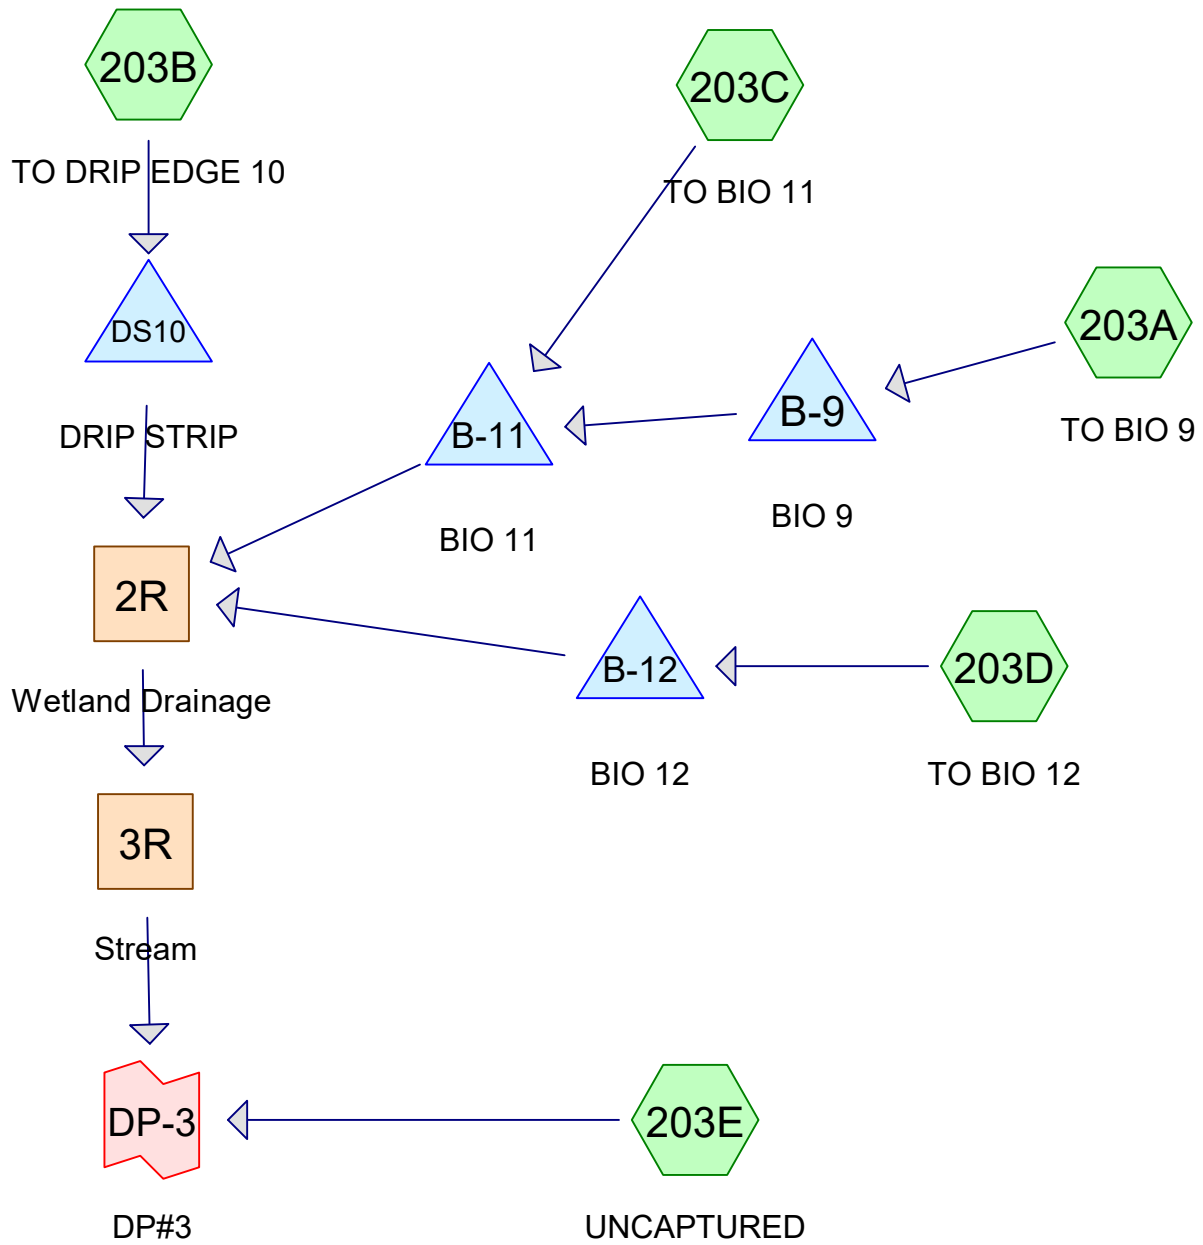 203B
TO DRIP EDGE 10
203C
TO BIO 11
DS10
DRIP STRIP
203A
TO BIO 9
B-9
BIO 9
B-11
BIO 11
2R
Wetland Drainage
B-12
BIO 12
203D
TO BIO 12
3R
Stream
DP-3
DP#3
203E
UNCAPTURED